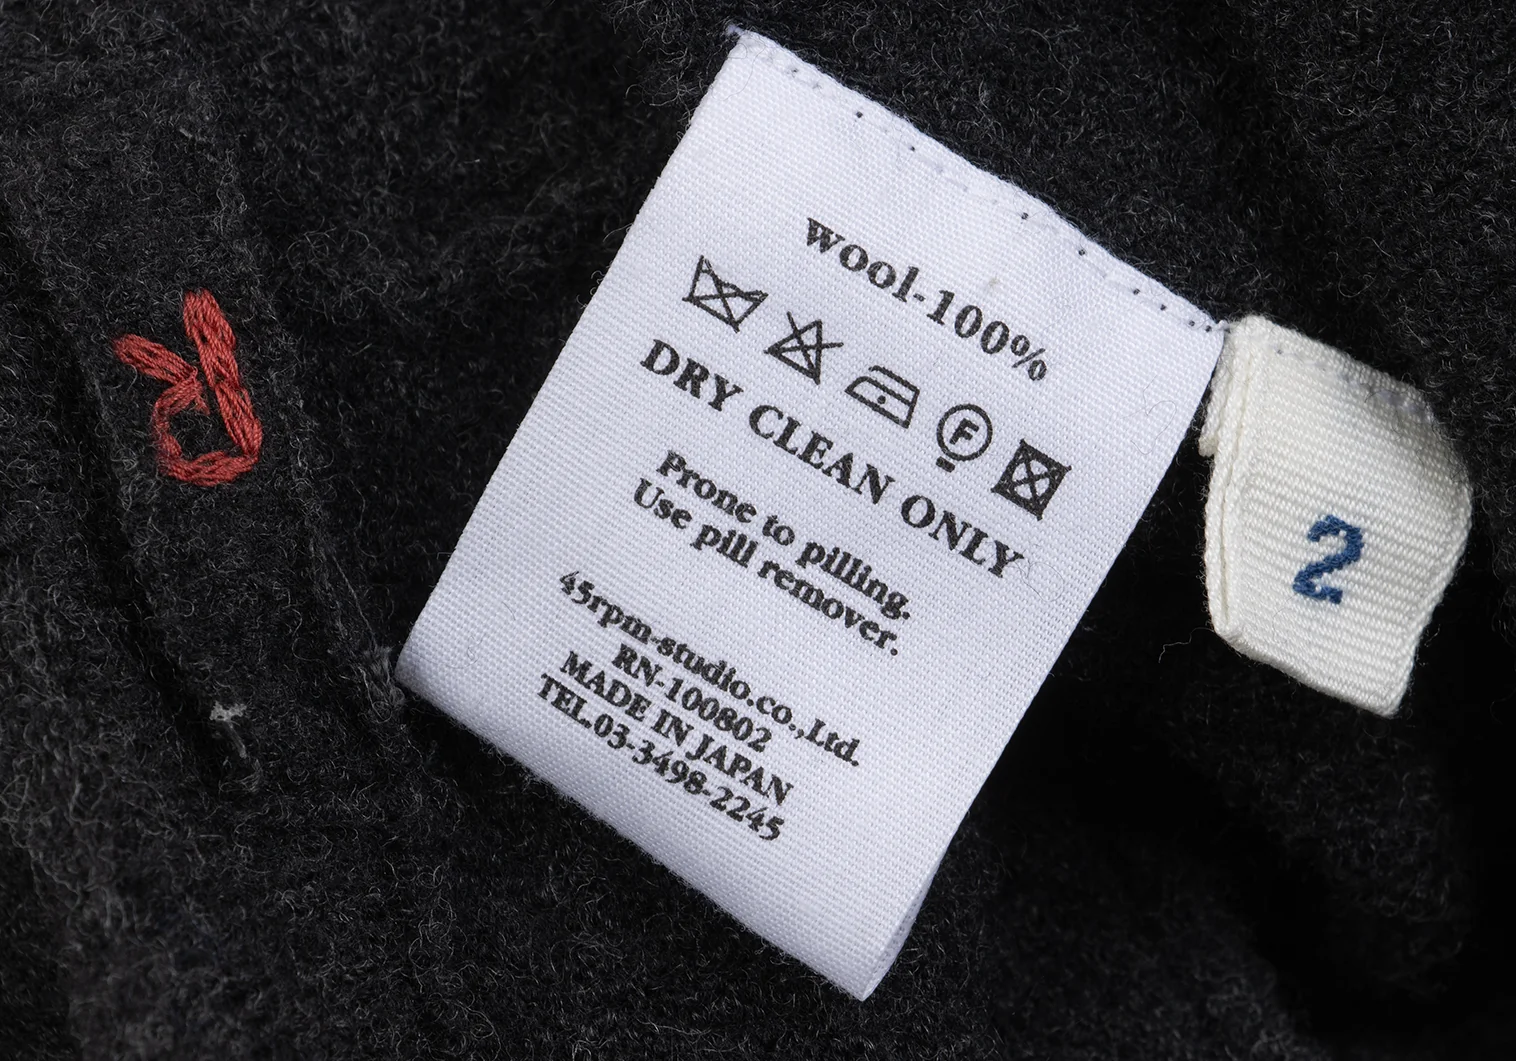 wool-100%
F
DRY CLEAN ONLY
Prone to pilling.
Use pill remover.
45rpm-studio.co.,Ltd.
RN-100802
MADE IN JAPAN
TEL.03-3498-2245
2
R